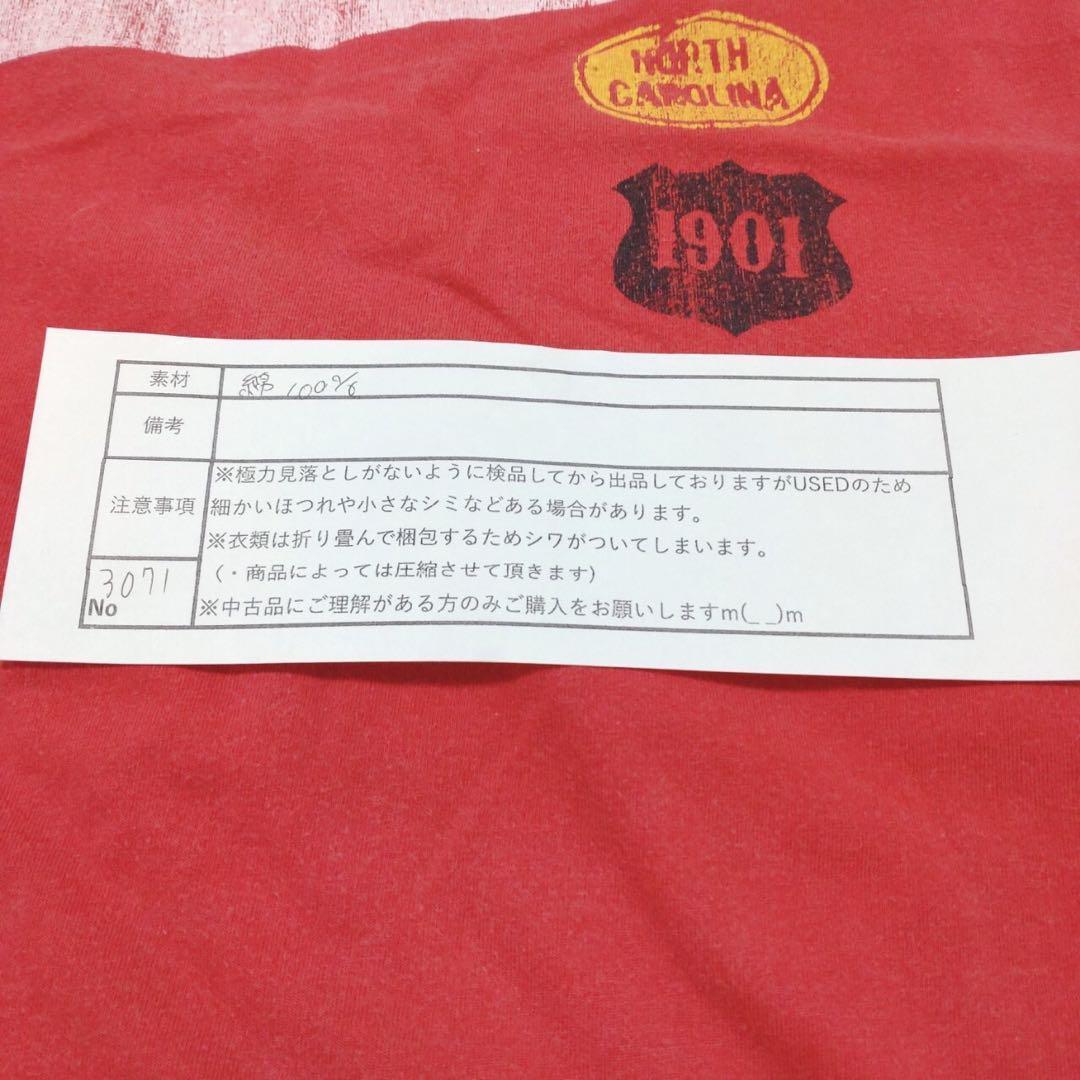 NORTH
CAROLINA
1901
素材 綿 100%
備考
注意事項
※極力見落としがないように検品してから出品しておりますがUSEDのため
細かいほつれや小さなシミなどある場合があります。
※衣類は折り畳んで梱包するためシワがついてしまいます。
(・商品によっては圧縮させて頂きます)
※中古品にご理解がある方のみご購入をお願いしますm(_ _)m
3071
No